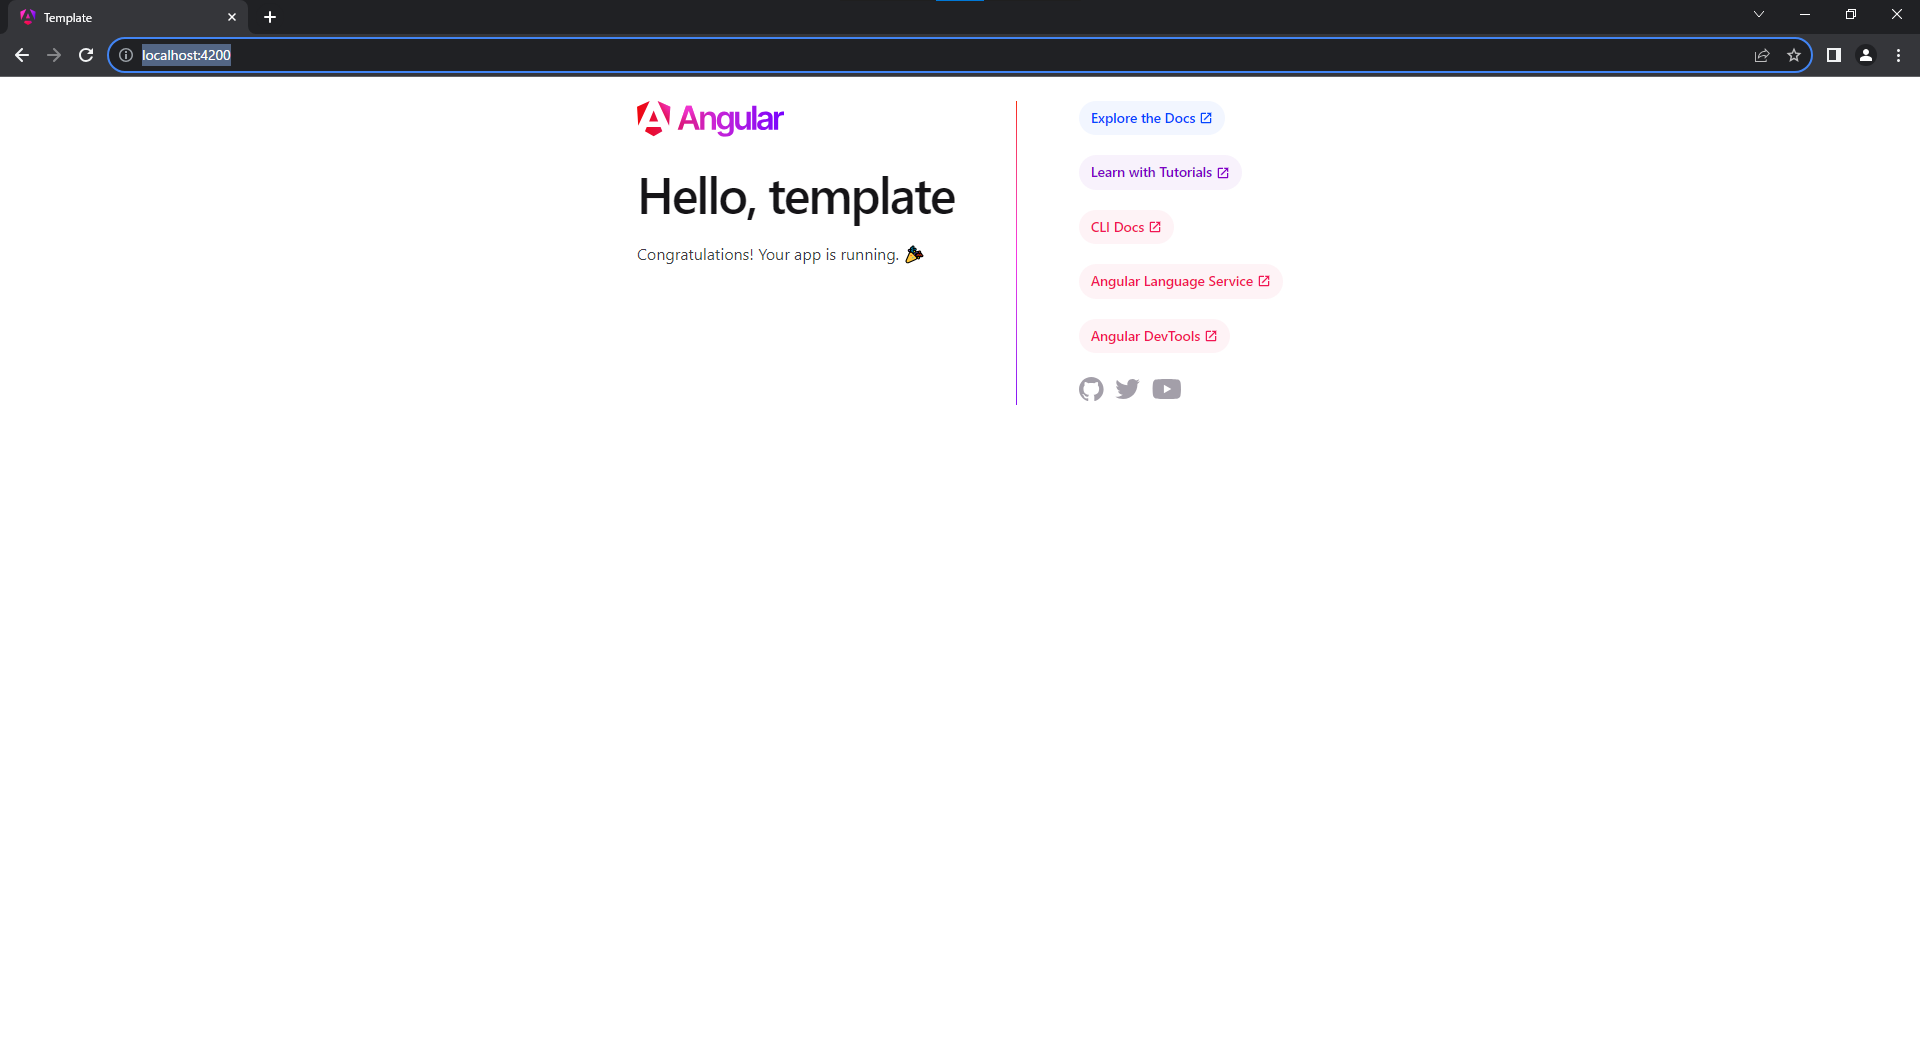 Template
localhost:4200
Angular
Hello, template
Congratulations! Your app is running. 🎉
Explore the Docs
Learn with Tutorials
CLI Docs
Angular Language Service
Angular DevTools